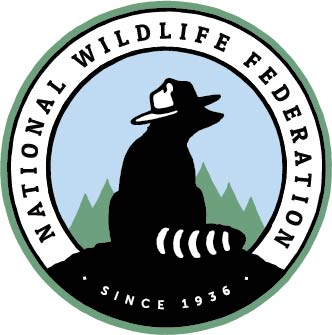 NATIONAL WILDLIFE FEDERATION
· SINCE 1936 ·